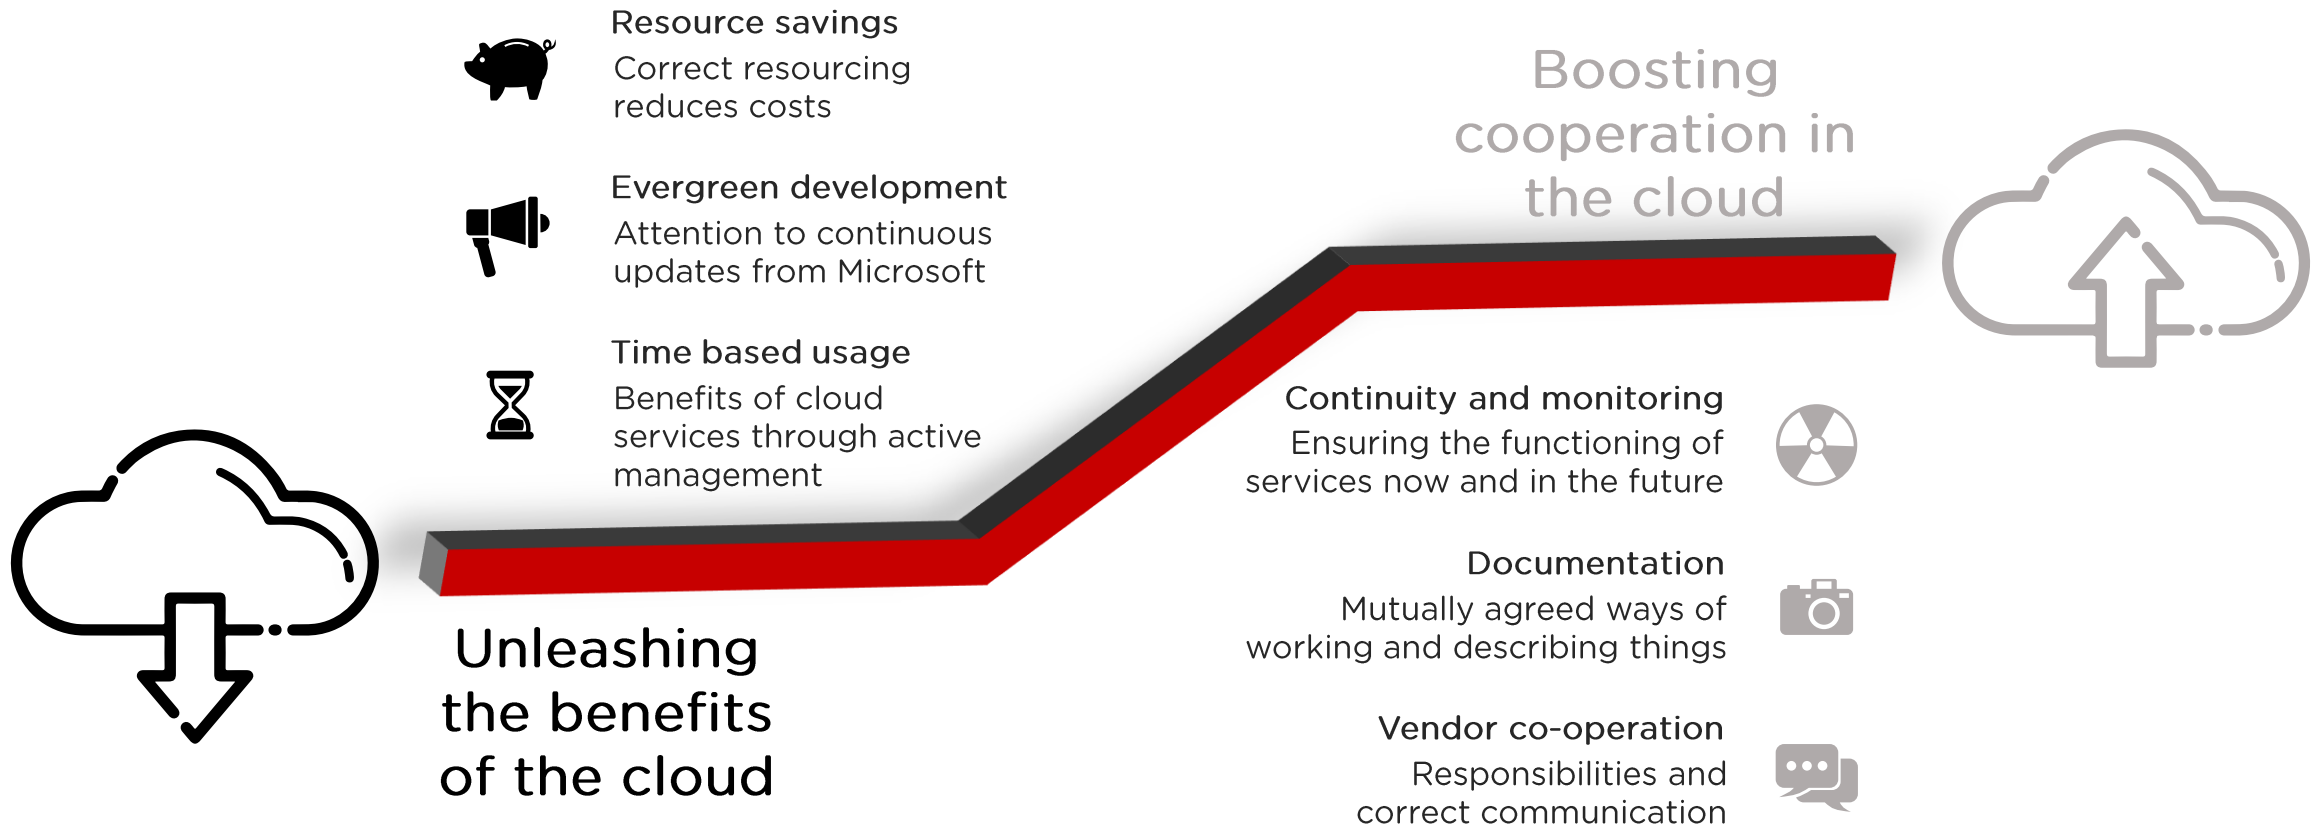 Resource savings
Correct resourcing
reduces costs
Evergreen development
Attention to continuous
updates from Microsoft
Time based usage
Benefits of cloud
services through active
management
Unleashing
the benefits
of the cloud
Boosting
cooperation in
the cloud
Continuity and monitoring
Ensuring the functioning of
services now and in the future
Documentation
Mutually agreed ways of
working and describing things
Vendor co-operation
Responsibilities and
correct communication